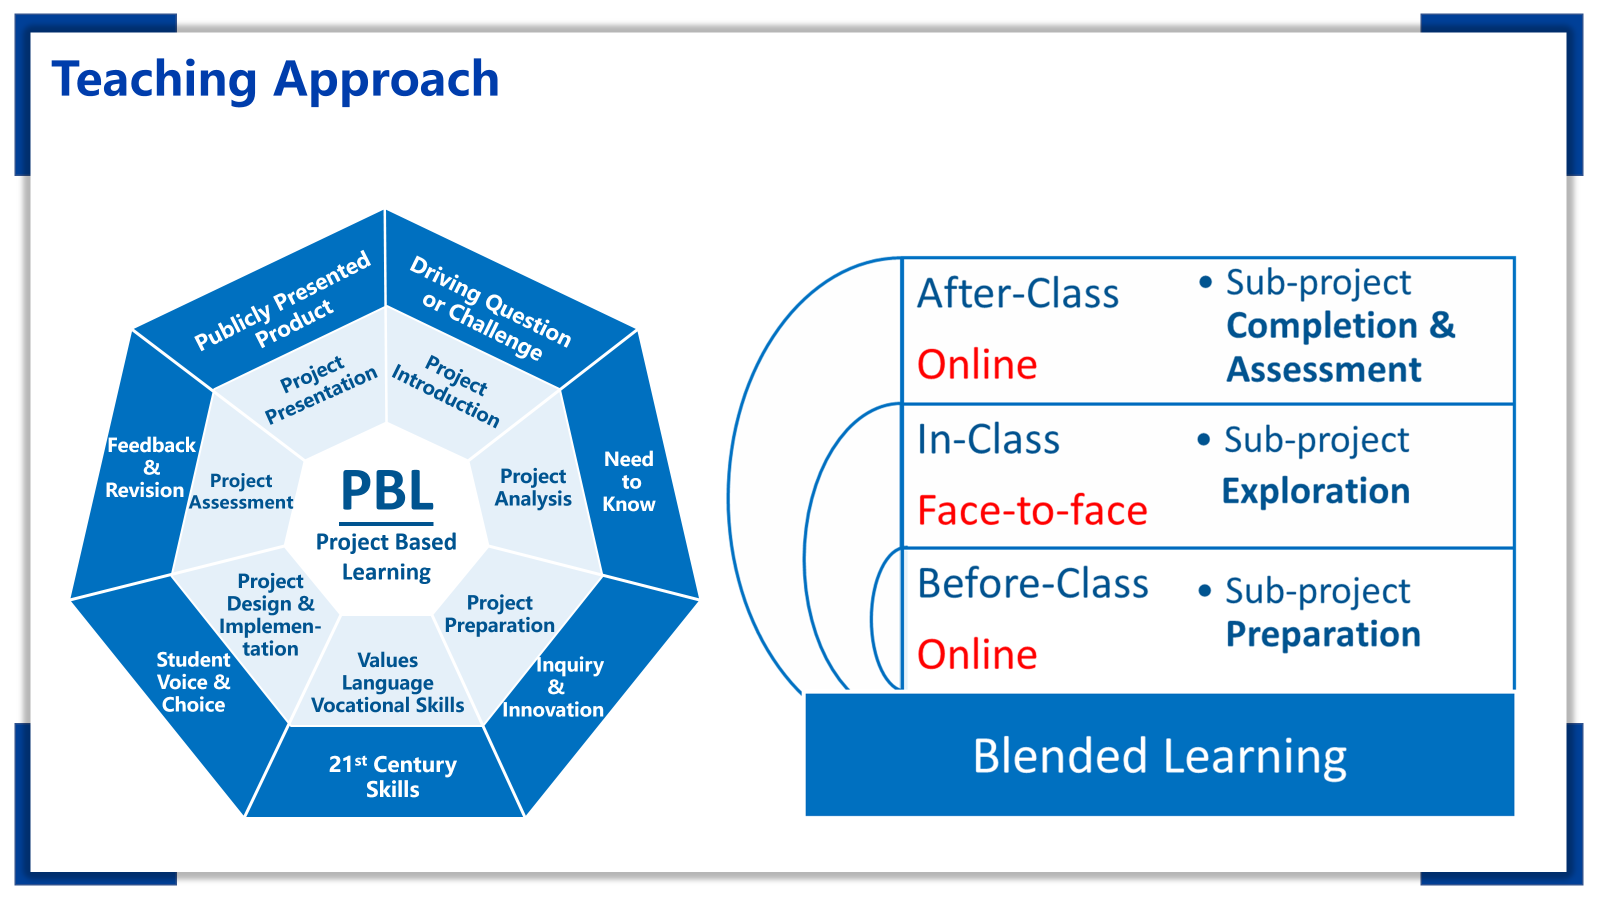 Teaching Approach
Publicly Presented
Product
Driving Question
or Challenge
Need
to
Know
Inquiry
&
Innovation
21st Century
Skills
Student
Voice &
Choice
Feedback
&
Revision
Project
Presentation
Project
Introduction
Project
Analysis
Project
Preparation
Values
Language
Vocational Skills
Project
Design &
Implemen-
tation
Project
Assessment
PBL
Project Based
Learning
After-Class
Online
• Sub-project
Completion &
Assessment
In-Class
Face-to-face
• Sub-project
Exploration
Before-Class
Online
• Sub-project
Preparation
Blended Learning